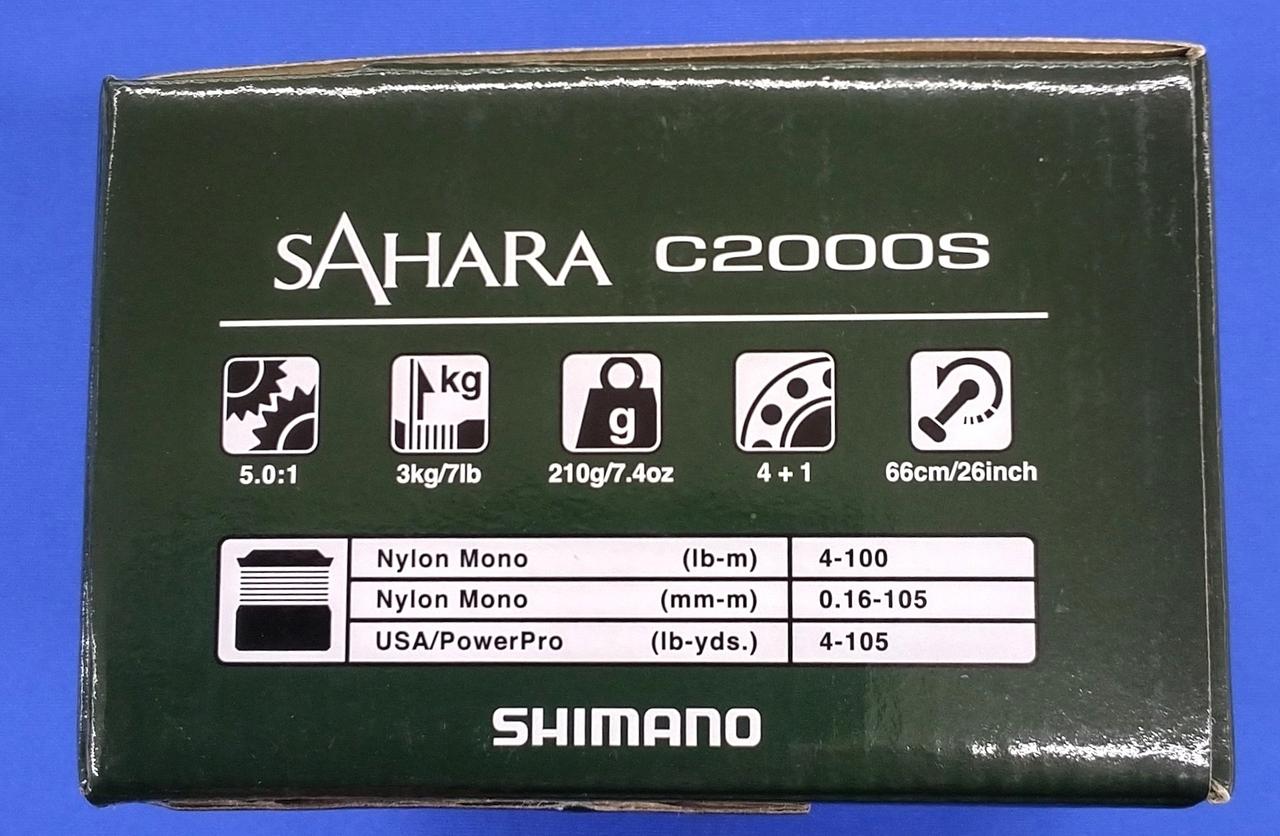 SAHARA C2000S
kg
g
5.0:1 3kg/7lb 210g/7.4oz 4 + 1 66cm/26inch
Nylon Mono (lb-m) 4-100
Nylon Mono (mm-m) 0.16-105
USA/PowerPro (lb-yds.) 4-105
SHIMANO